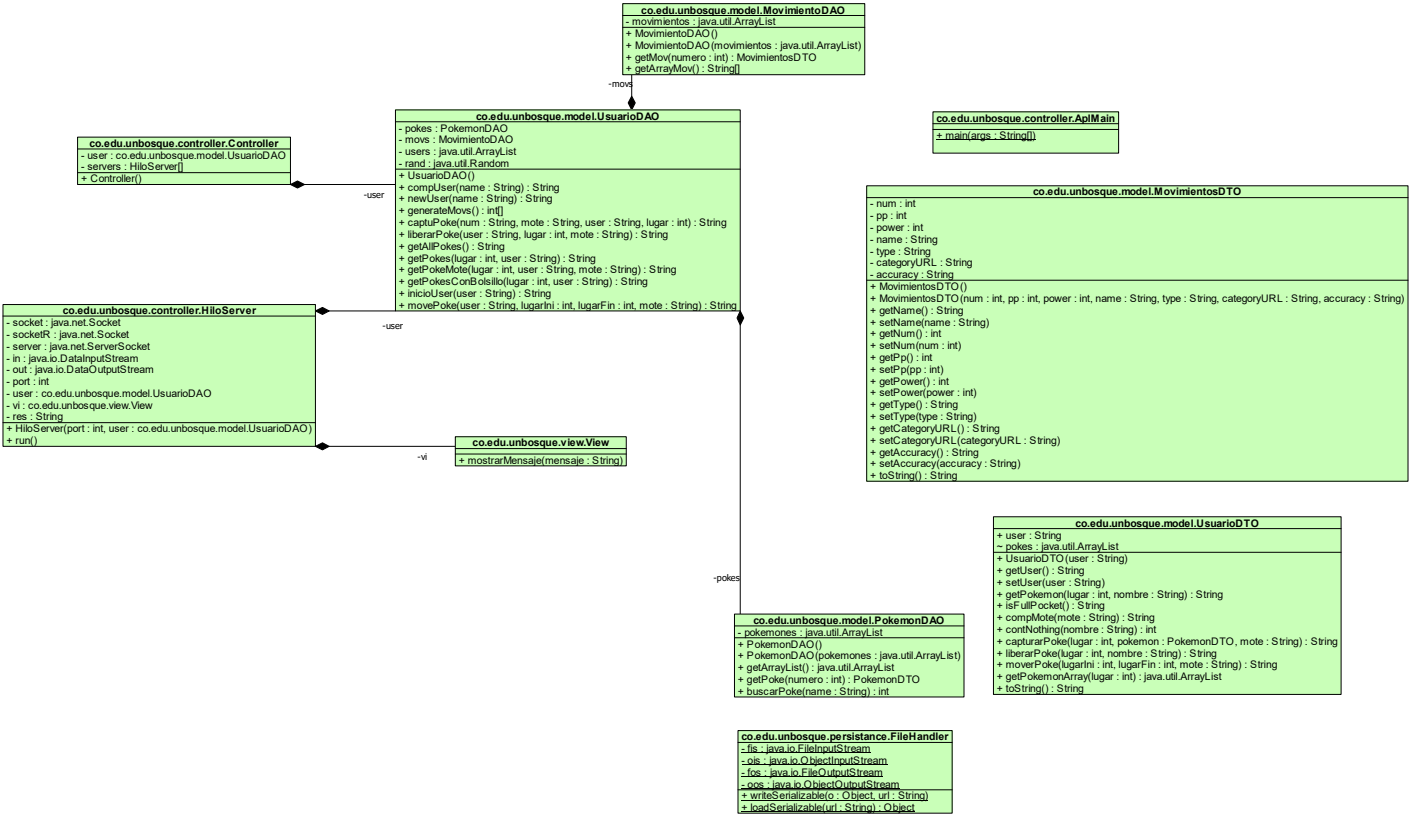 co.edu.unbosque.model.MovimientoDAO
- movimientos : java.util.ArrayList
+ MovimientoDAO()
+ MovimientoDAO(movimientos : java.util.ArrayList)
+ getMov(numero : int) : MovimientosDTO
+ getArrayMov() : String[]
-movs
co.edu.unbosque.model.UsuarioDAO
- pokes : PokemonDAO
- movs : MovimientoDAO
- users : java.util.ArrayList
- rand : java.util.Random
+ UsuarioDAO()
+ compUser(name : String) : String
+ newUser(name : String) : String
+ generateMovs() : int[]
+ captuPoke(num : String, mote : String, user : String, lugar : int) : String
+ liberarPoke(user : String, lugar : int, mote : String) : String
+ getAllPokes() : String
+ getPokes(lugar : int, user : String) : String
+ getPokeMote(lugar : int, user : String, mote : String) : String
+ getPokesConBolsillo(lugar : int, user : String) : String
+ inicioUser(user : String) : String
+ movePoke(user : String, lugarIni : int, lugarFin : int, mote : String) : String
co.edu.unbosque.controller.Controller
- user : co.edu.unbosque.model.UsuarioDAO
- servers : HiloServer[]
+ Controller()
-user
co.edu.unbosque.controller.AplMain
+ main(args : String[])
co.edu.unbosque.model.MovimientosDTO
- num : int
- pp : int
- power : int
- name : String
- type : String
- categoryURL : String
- accuracy : String
+ MovimientosDTO()
+ MovimientosDTO(num : int, pp : int, power : int, name : String, type : String, categoryURL : String, accuracy : String)
+ getName() : String
+ setName(name : String)
+ getNum() : int
+ setNum(num : int)
+ getPp() : int
+ setPp(pp : int)
+ getPower() : int
+ setPower(power : int)
+ getType() : String
+ setType(type : String)
+ getCategoryURL() : String
+ setCategoryURL(categoryURL : String)
+ getAccuracy() : String
+ setAccuracy(accuracy : String)
+ toString() : String
co.edu.unbosque.controller.HiloServer
- socket : java.net.Socket
- socketR : java.net.Socket
- server : java.net.ServerSocket
- in : java.io.DataInputStream
- out : java.io.DataOutputStream
- port : int
- user : co.edu.unbosque.model.UsuarioDAO
- vi : co.edu.unbosque.view.View
- res : String
+ HiloServer(port : int, user : co.edu.unbosque.model.UsuarioDAO)
+ run()
-user
-vi
co.edu.unbosque.view.View
+ mostrarMensaje(mensaje : String)
co.edu.unbosque.model.UsuarioDTO
+ user : String
~ pokes : java.util.ArrayList
+ UsuarioDTO(user : String)
+ getUser() : String
+ setUser(user : String)
+ getPokemon(lugar : int, nombre : String) : String
+ isFullPocket() : String
+ compMote(mote : String) : String
+ contNothing(nombre : String) : int
+ capturarPoke(lugar : int, pokemon : PokemonDTO, mote : String) : String
+ liberarPoke(lugar : int, nombre : String) : String
+ moverPoke(lugarIni : int, lugarFin : int, mote : String) : String
+ getPokemonArray(lugar : int) : java.util.ArrayList
+ toString() : String
-pokes
co.edu.unbosque.model.PokemonDAO
- pokemones : java.util.ArrayList
+ PokemonDAO()
+ PokemonDAO(pokemones : java.util.ArrayList)
+ getArrayList() : java.util.ArrayList
+ getPoke(numero : int) : PokemonDTO
+ buscarPoke(name : String) : int
co.edu.unbosque.persistance.FileHandler
- fis : java.io.FileInputStream
- ois : java.io.ObjectInputStream
- fos : java.io.FileOutputStream
- oos : java.io.ObjectOutputStream
+ writeSerializable(o : Object, url : String)
+ loadSerializable(url : String) : Object